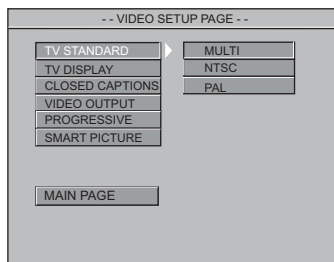 - - VIDEO SETUP PAGE - -
TV STANDARD
TV DISPLAY
CLOSED CAPTIONS
VIDEO OUTPUT
PROGRESSIVE
SMART PICTURE
MULTI
NTSC
PAL
MAIN PAGE